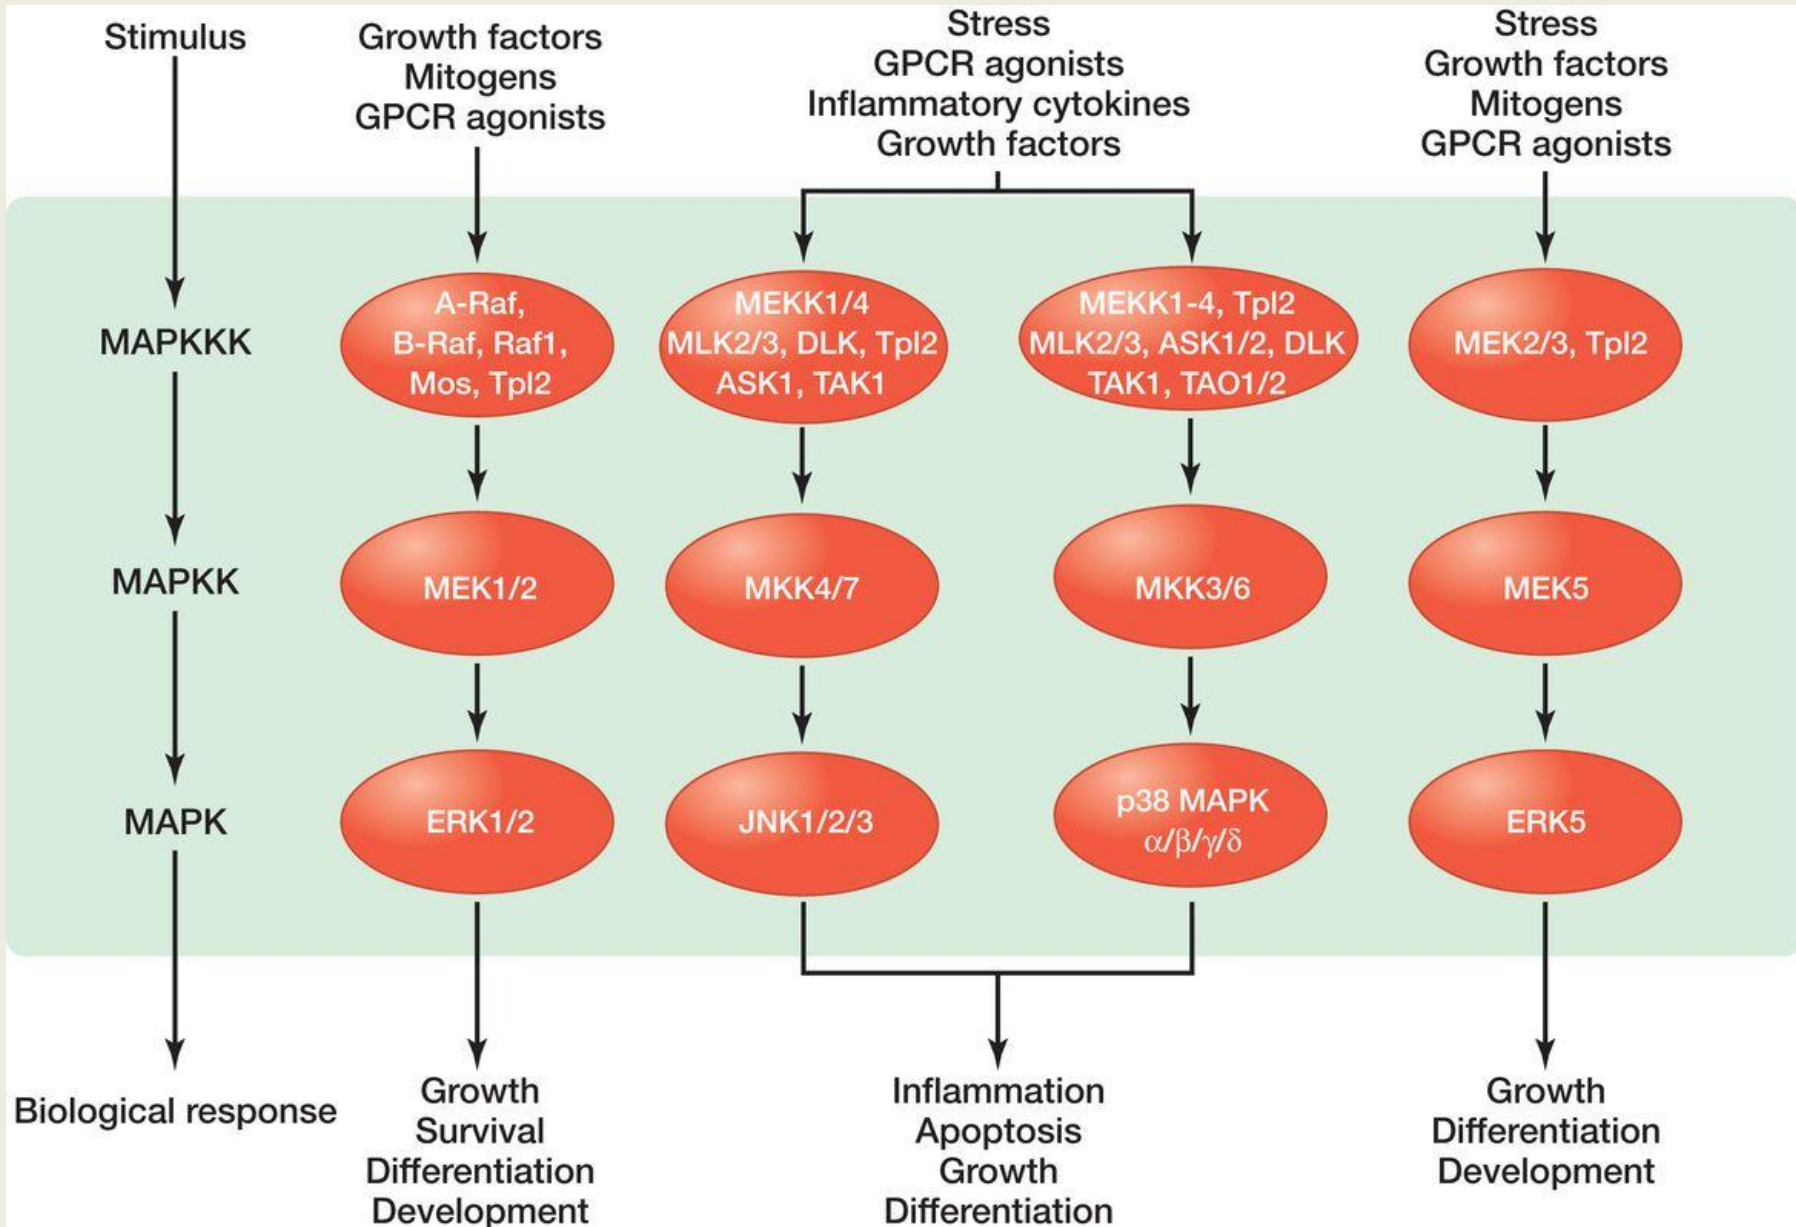 Stimulus
MAPKKK
MAPKK
MAPK
Biological response
Growth factors
Mitogens
GPCR agonists
A-Raf,
B-Raf, Raf1,
Mos, Tpl2
MEK1/2
ERK1/2
Growth
Survival
Differentiation
Development
Stress
GPCR agonists
Inflammatory cytokines
Growth factors
MEKK1/4
MLK2/3, DLK, Tpl2
ASK1, TAK1
MKK4/7
JNK1/2/3
MEKK1-4, Tpl2
MLK2/3, ASK1/2, DLK
TAK1, TAO1/2
MKK3/6
p38 MAPK
α/β/γ/δ
Inflammation
Apoptosis
Growth
Differentiation
Stress
Growth factors
Mitogens
GPCR agonists
MEK2/3, Tpl2
MEK5
ERK5
Growth
Differentiation
Development